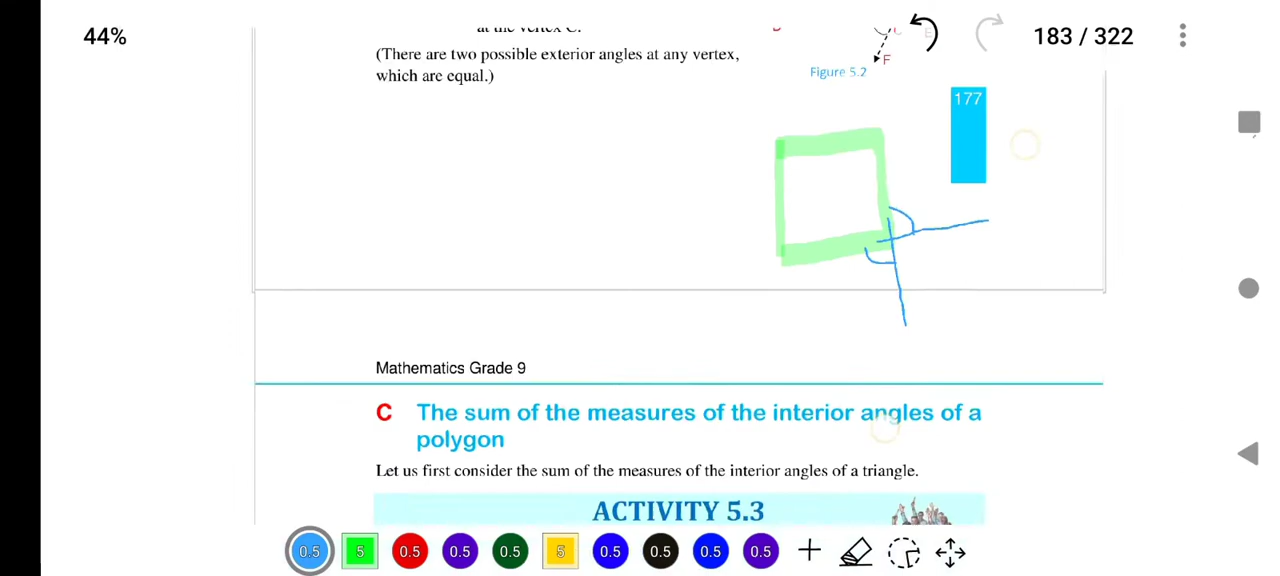 44%
183 / 322
at the vertex C.
(There are two possible exterior angles at any vertex,
which are equal.)
F
E
Figure 5.2
177
Mathematics Grade 9
C The sum of the measures of the interior angles of a
polygon
Let us first consider the sum of the measures of the interior angles of a triangle.
ACTIVITY 5.3
0.5 5 0.5 0.5 0.5 5 0.5 0.5 0.5 0.5